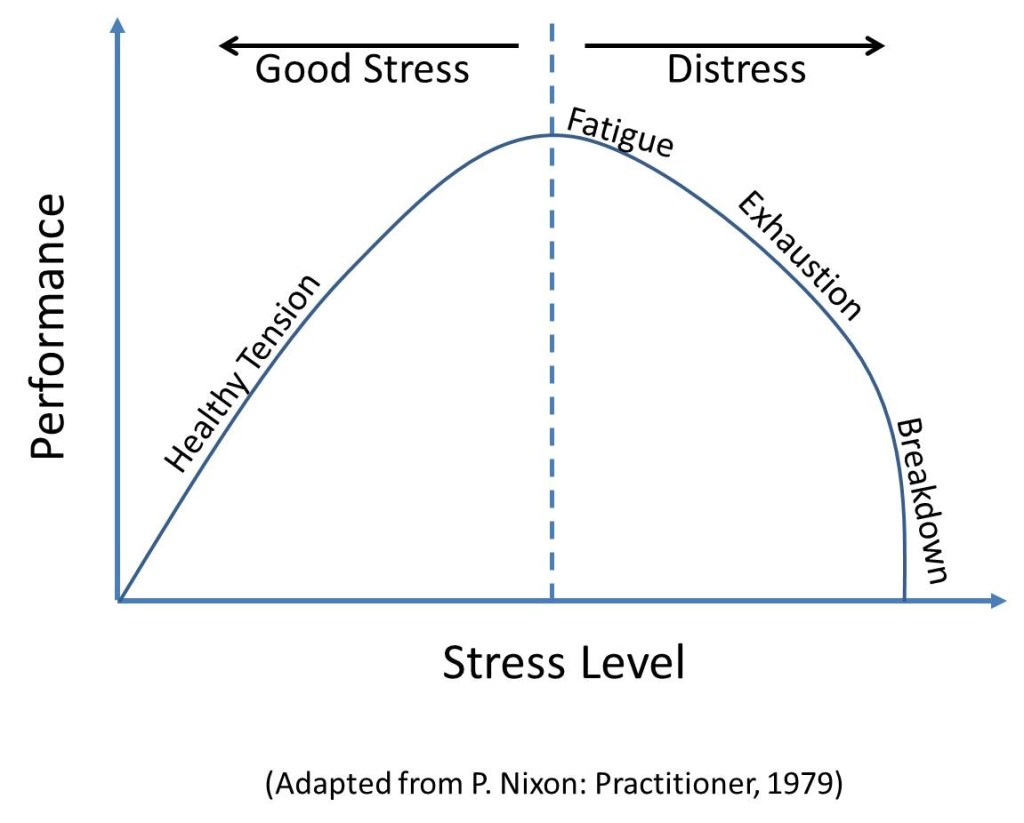 Good Stress
Distress
Fatigue
Exhaustion
Healthy Tension
Breakdown
Performance
Stress Level
(Adapted from P. Nixon: Practitioner, 1979)